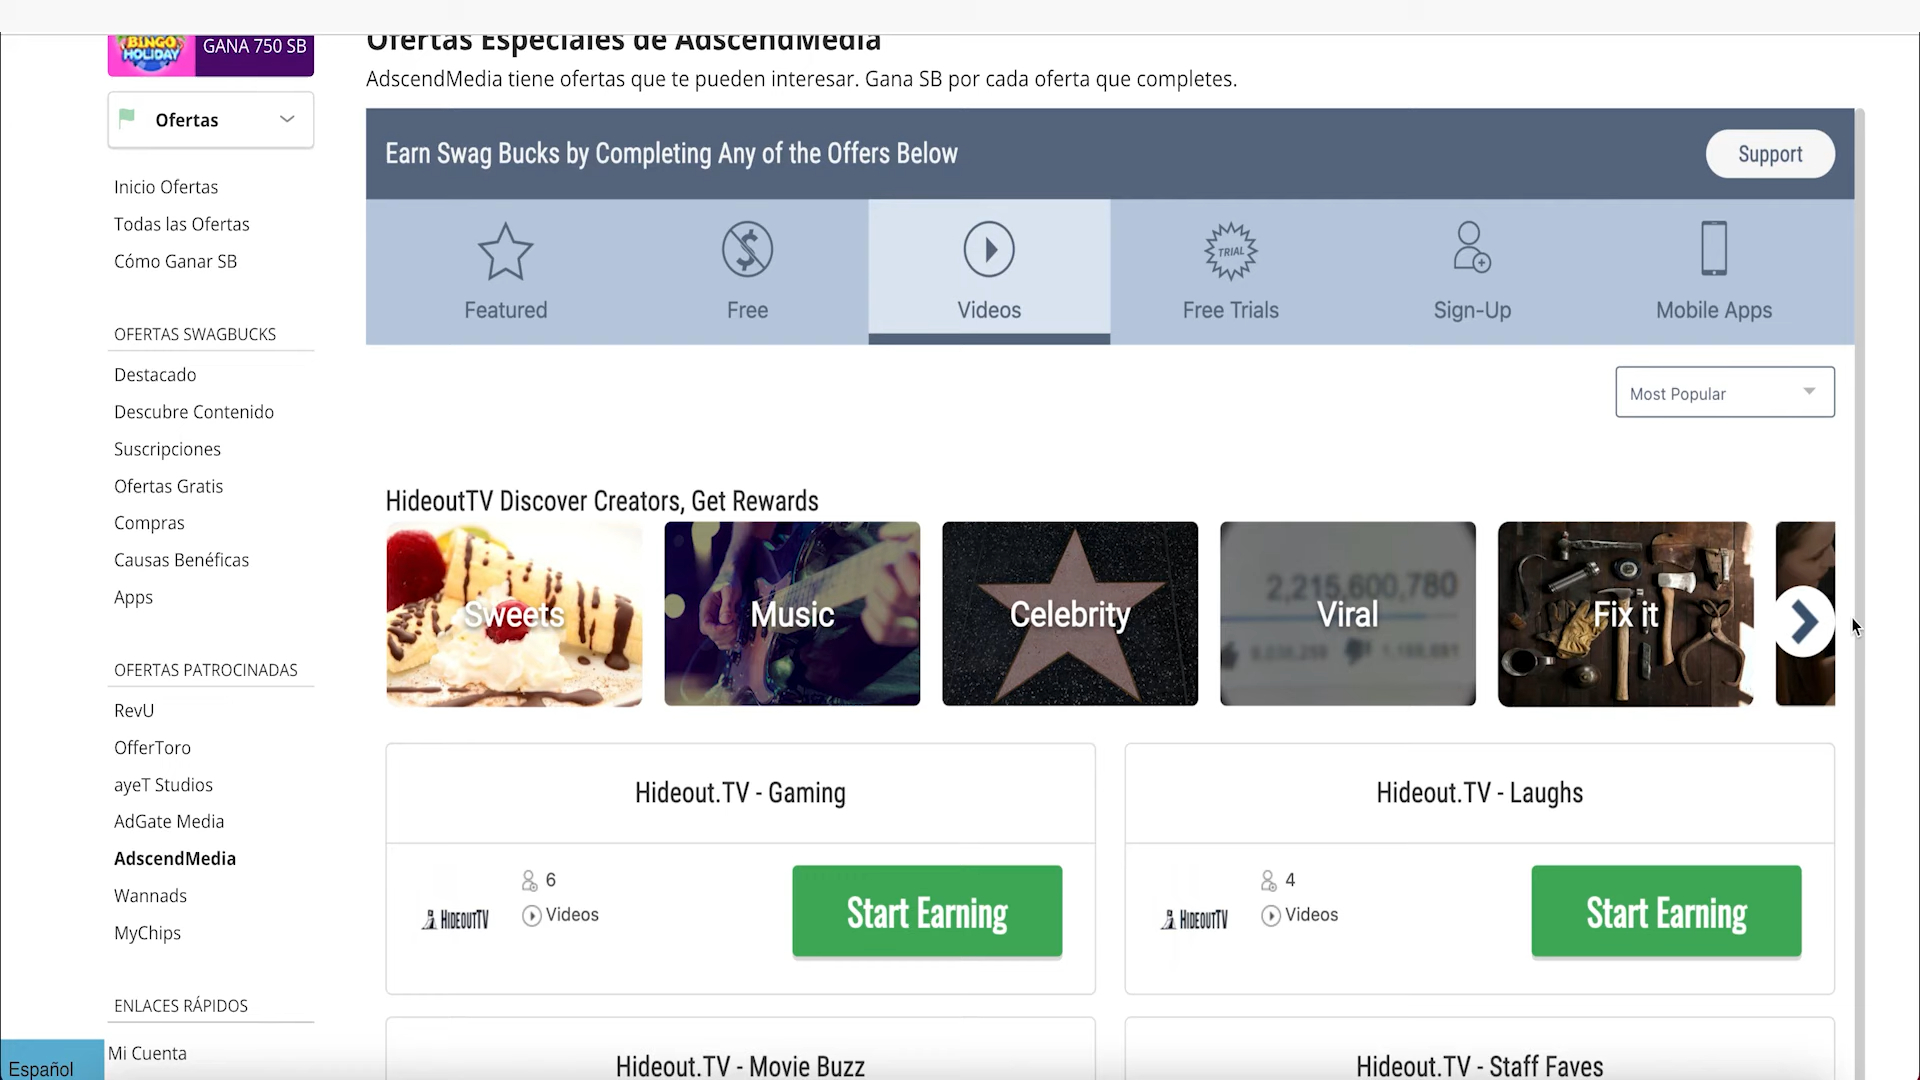 BINGO
HOLIDAY
GANA 750 SB
Ofertas
Inicio Ofertas
Todas las Ofertas
Cómo Ganar SB
OFERTAS SWAGBUCKS
Destacado
Descubre Contenido
Suscripciones
Ofertas Gratis
Compras
Causas Benéficas
Apps
OFERTAS PATROCINADAS
RevU
OfferToro
ayeT Studios
AdGate Media
AdscendMedia
Wannads
MyChips
ENLACES RÁPIDOS
Mi Cuenta
Español
Ofertas Especiales de AdscendMedia
AdscendMedia tiene ofertas que te pueden interesar. Gana SB por cada oferta que completes.
Earn Swag Bucks by Completing Any of the Offers Below
Support
Featured
Free
Videos
TRIAL
Free Trials
Sign-Up
Mobile Apps
Most Popular
HideoutTV Discover Creators, Get Rewards
Sweets
Music
Celebrity
2,215,600,780
Viral
Fix it
Hideout.TV - Gaming
HIDEOUTTV
6
Videos
Start Earning
Hideout.TV - Laughs
HIDEOUTTV
4
Videos
Start Earning
Hideout.TV - Movie Buzz
Hideout.TV - Staff Faves